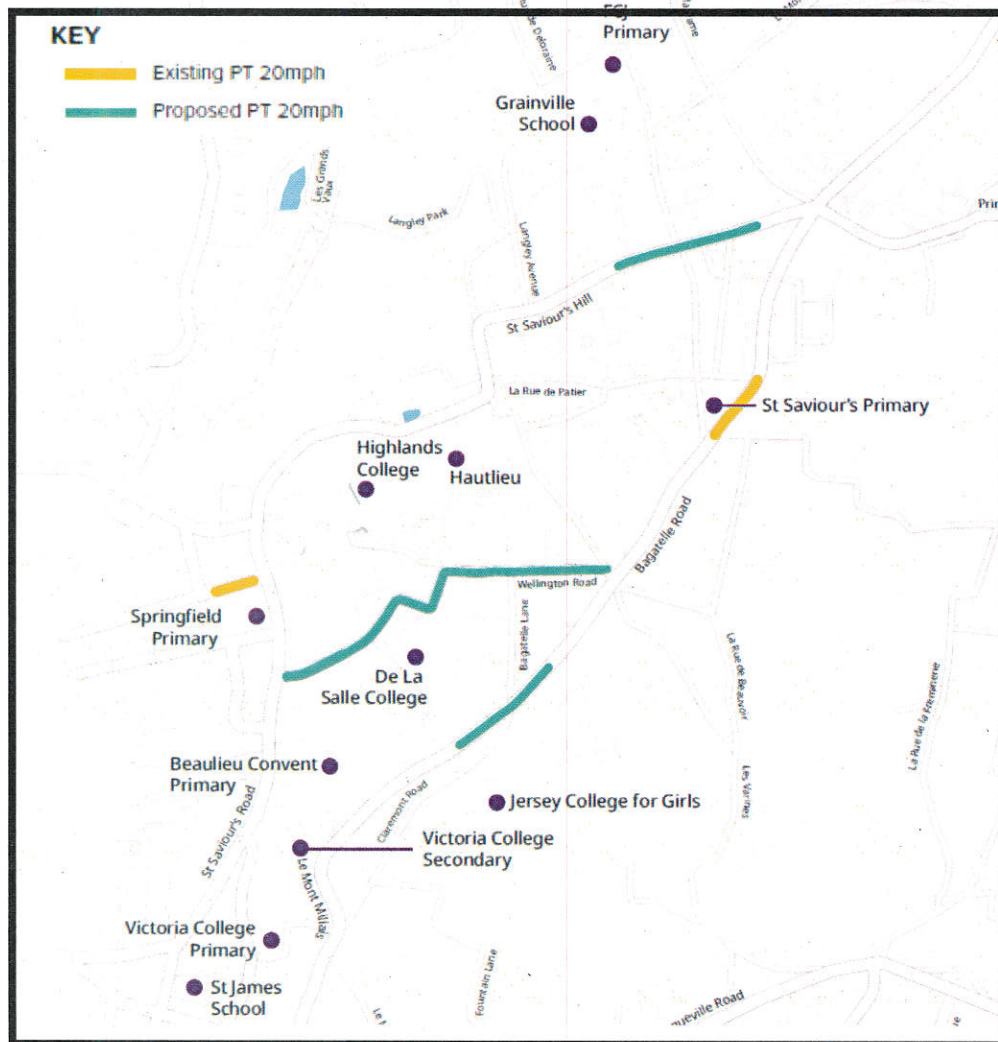 KEY
Existing PT 20mph
Proposed PT 20mph
Primary
Grainville
School
Les Grands
Vaux
Langley Park
Langley Avenue
St Saviour's Hill
La Rue de Patier
St Saviour's Primary
Highlands
College
Hautlieu
Bagatelle Road
Wellington Road
Springfield
Primary
Bagatelle Lane
De La
Salle College
La Rue de Beauvoir
Beaulieu Convent
Primary
Claremont Road
Les Varines
Jersey College for Girls
St Saviour's Road
Victoria College
Secondary
Le Mont Millais
Victoria College
Primary
St James
School
Fountain Lane